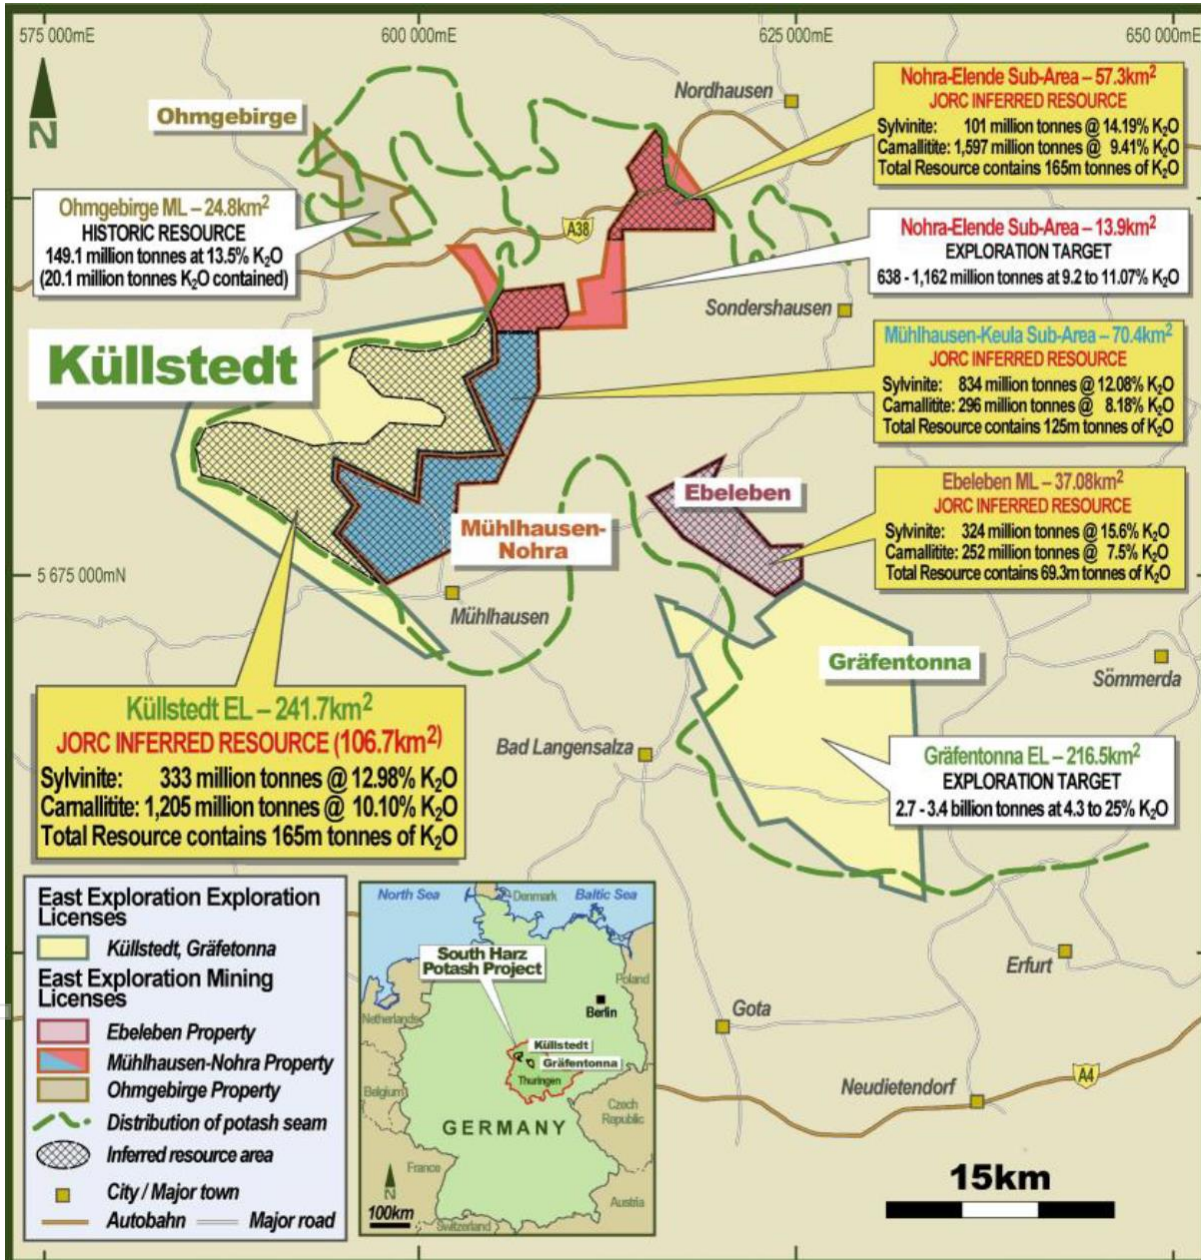 575 000mE
600 000mE
625 000mE
650 000mE
N
Ohmgebirge
Nordhausen
Nohra-Elende Sub-Area – 57.3km²
JORC INFERRED RESOURCE
Sylvinite: 101 million tonnes @ 14.19% K₂O
Carnallitite: 1,597 million tonnes @ 9.41% K₂O
Total Resource contains 165m tonnes of K₂O
Ohmgebirge ML – 24.8km²
HISTORIC RESOURCE
149.1 million tonnes at 13.5% K₂O
(20.1 million tonnes K₂O contained)
A38
Nohra-Elende Sub-Area – 13.9km²
EXPLORATION TARGET
638 - 1,162 million tonnes at 9.2 to 11.07% K₂O
Sondershausen
Küllstedt
Mühlhausen-Keula Sub-Area – 70.4km²
JORC INFERRED RESOURCE
Sylvinite: 834 million tonnes @ 12.08% K₂O
Carnallitite: 296 million tonnes @ 8.18% K₂O
Total Resource contains 125m tonnes of K₂O
Ebeleben
Ebeleben ML – 37.08km²
JORC INFERRED RESOURCE
Sylvinite: 324 million tonnes @ 15.6% K₂O
Carnallitite: 252 million tonnes @ 7.5% K₂O
Total Resource contains 69.3m tonnes of K₂O
Mühlhausen-
Nohra
5 675 000mN
Mühlhausen
Gräfentonna
Sömmerda
Küllstedt EL – 241.7km²
JORC INFERRED RESOURCE (106.7km²)
Sylvinite: 333 million tonnes @ 12.98% K₂O
Carnallitite: 1,205 million tonnes @ 10.10% K₂O
Total Resource contains 165m tonnes of K₂O
Bad Langensalza
Gräfentonna EL – 216.5km²
EXPLORATION TARGET
2.7 - 3.4 billion tonnes at 4.3 to 25% K₂O
East Exploration Exploration
Licenses
Küllstedt, Gräfetonna
East Exploration Mining
Licenses
Ebeleben Property
Mühlhausen-Nohra Property
Ohmgebirge Property
Distribution of potash seam
Inferred resource area
City / Major town
Autobahn
Major road
North Sea
Denmark
Baltic Sea
South Harz
Potash Project
Poland
Berlin
Netherlands
Küllstedt
Gräfentonna
Thuringen
Belgium
GERMANY
Czech
Republic
France
N
100km
Austria
Switzerland
Erfurt
Gota
Neudietendorf
A4
15km